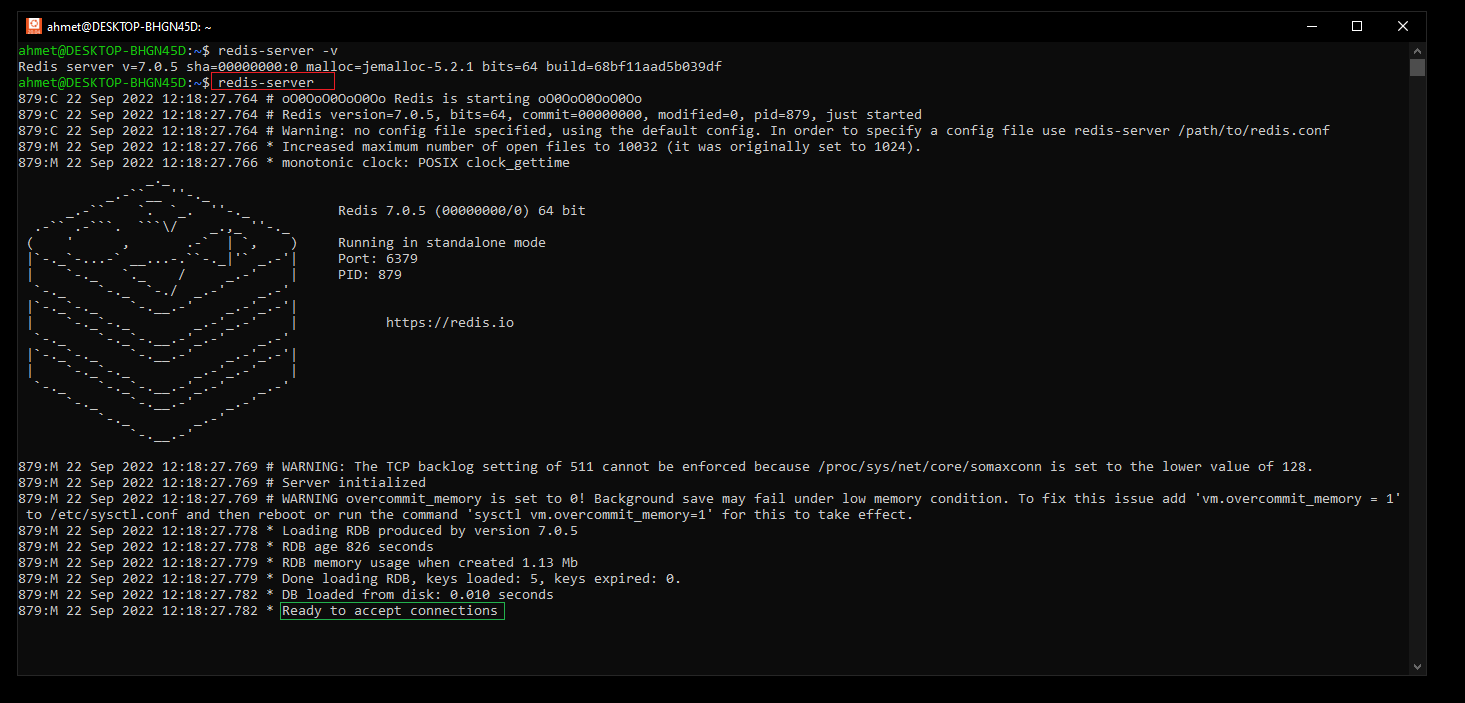 ahmet@DESKTOP-BHGN45D: ~
ahmet@DESKTOP-BHGN45D:~$ redis-server -v
Redis server v=7.0.5 sha=00000000:0 malloc=jemalloc-5.2.1 bits=64 build=68bf11aad5b039df
ahmet@DESKTOP-BHGN45D:~$ redis-server
879:C 22 Sep 2022 12:18:27.764 # oO0OoO0OoO0Oo Redis is starting oO0OoO0OoO0Oo
879:C 22 Sep 2022 12:18:27.764 # Redis version=7.0.5, bits=64, commit=00000000, modified=0, pid=879, just started
879:C 22 Sep 2022 12:18:27.764 # Warning: no config file specified, using the default config. In order to specify a config file use redis-server /path/to/redis.conf
879:M 22 Sep 2022 12:18:27.766 * Increased maximum number of open files to 10032 (it was originally set to 1024).
879:M 22 Sep 2022 12:18:27.766 * monotonic clock: POSIX clock_gettime
Redis 7.0.5 (00000000/0) 64 bit
Running in standalone mode
Port: 6379
PID: 879
https://redis.io
879:M 22 Sep 2022 12:18:27.769 # WARNING: The TCP backlog setting of 511 cannot be enforced because /proc/sys/net/core/somaxconn is set to the lower value of 128.
879:M 22 Sep 2022 12:18:27.769 # Server initialized
879:M 22 Sep 2022 12:18:27.769 # WARNING overcommit_memory is set to 0! Background save may fail under low memory condition. To fix this issue add 'vm.overcommit_memory = 1'
to /etc/sysctl.conf and then reboot or run the command 'sysctl vm.overcommit_memory=1' for this to take effect.
879:M 22 Sep 2022 12:18:27.778 * Loading RDB produced by version 7.0.5
879:M 22 Sep 2022 12:18:27.778 * RDB age 826 seconds
879:M 22 Sep 2022 12:18:27.779 * RDB memory usage when created 1.13 Mb
879:M 22 Sep 2022 12:18:27.779 * Done loading RDB, keys loaded: 5, keys expired: 0.
879:M 22 Sep 2022 12:18:27.782 * DB loaded from disk: 0.010 seconds
879:M 22 Sep 2022 12:18:27.782 * Ready to accept connections